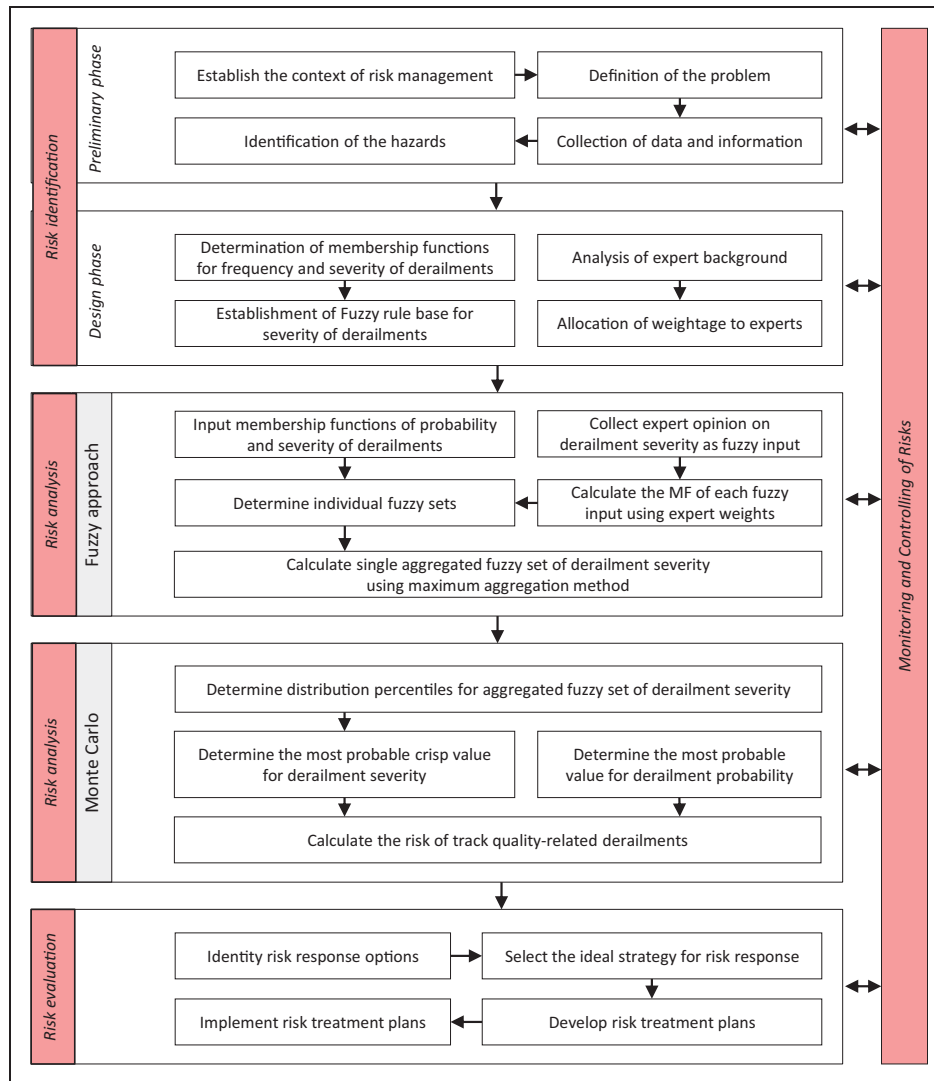 Risk identification
Preliminary phase
Establish the context of risk management
Definition of the problem
Identification of the hazards
Collection of data and information
Design phase
Determination of membership functions
for frequency and severity of derailments
Analysis of expert background
Establishment of Fuzzy rule base for
severity of derailments
Allocation of weightage to experts
Risk analysis
Fuzzy approach
Input membership functions of probability
and severity of derailments
Collect expert opinion on
derailment severity as fuzzy input
Determine individual fuzzy sets
Calculate the MF of each fuzzy
input using expert weights
Calculate single aggregated fuzzy set of derailment severity
using maximum aggregation method
Risk analysis
Monte Carlo
Determine distribution percentiles for aggregated fuzzy set of derailment severity
Determine the most probable crisp value
for derailment severity
Determine the most probable
value for derailment probability
Calculate the risk of track quality-related derailments
Risk evaluation
Identity risk response options
Select the ideal strategy for risk response
Implement risk treatment plans
Develop risk treatment plans
Monitoring and Controlling of Risks